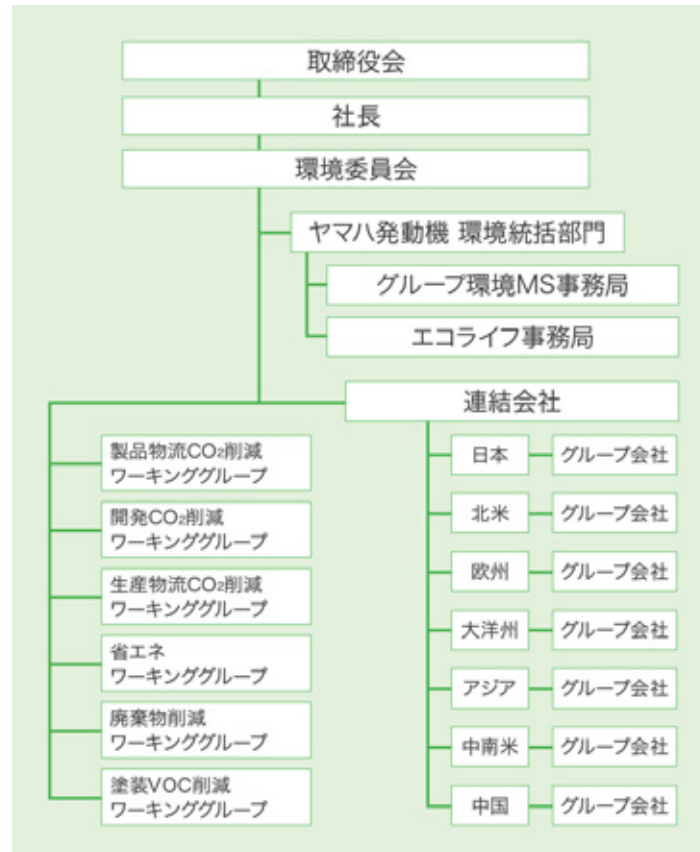 取締役会
社長
環境委員会
ヤマハ発動機 環境統括部門
グループ環境MS事務局
エコライフ事務局
連結会社
製品物流CO₂削減
ワーキンググループ
開発CO₂削減
ワーキンググループ
生産物流CO₂削減
ワーキンググループ
省エネ
ワーキンググループ
廃棄物削減
ワーキンググループ
塗装VOC削減
ワーキンググループ
日本 グループ会社
北米 グループ会社
欧州 グループ会社
大洋州 グループ会社
アジア グループ会社
中南米 グループ会社
中国 グループ会社